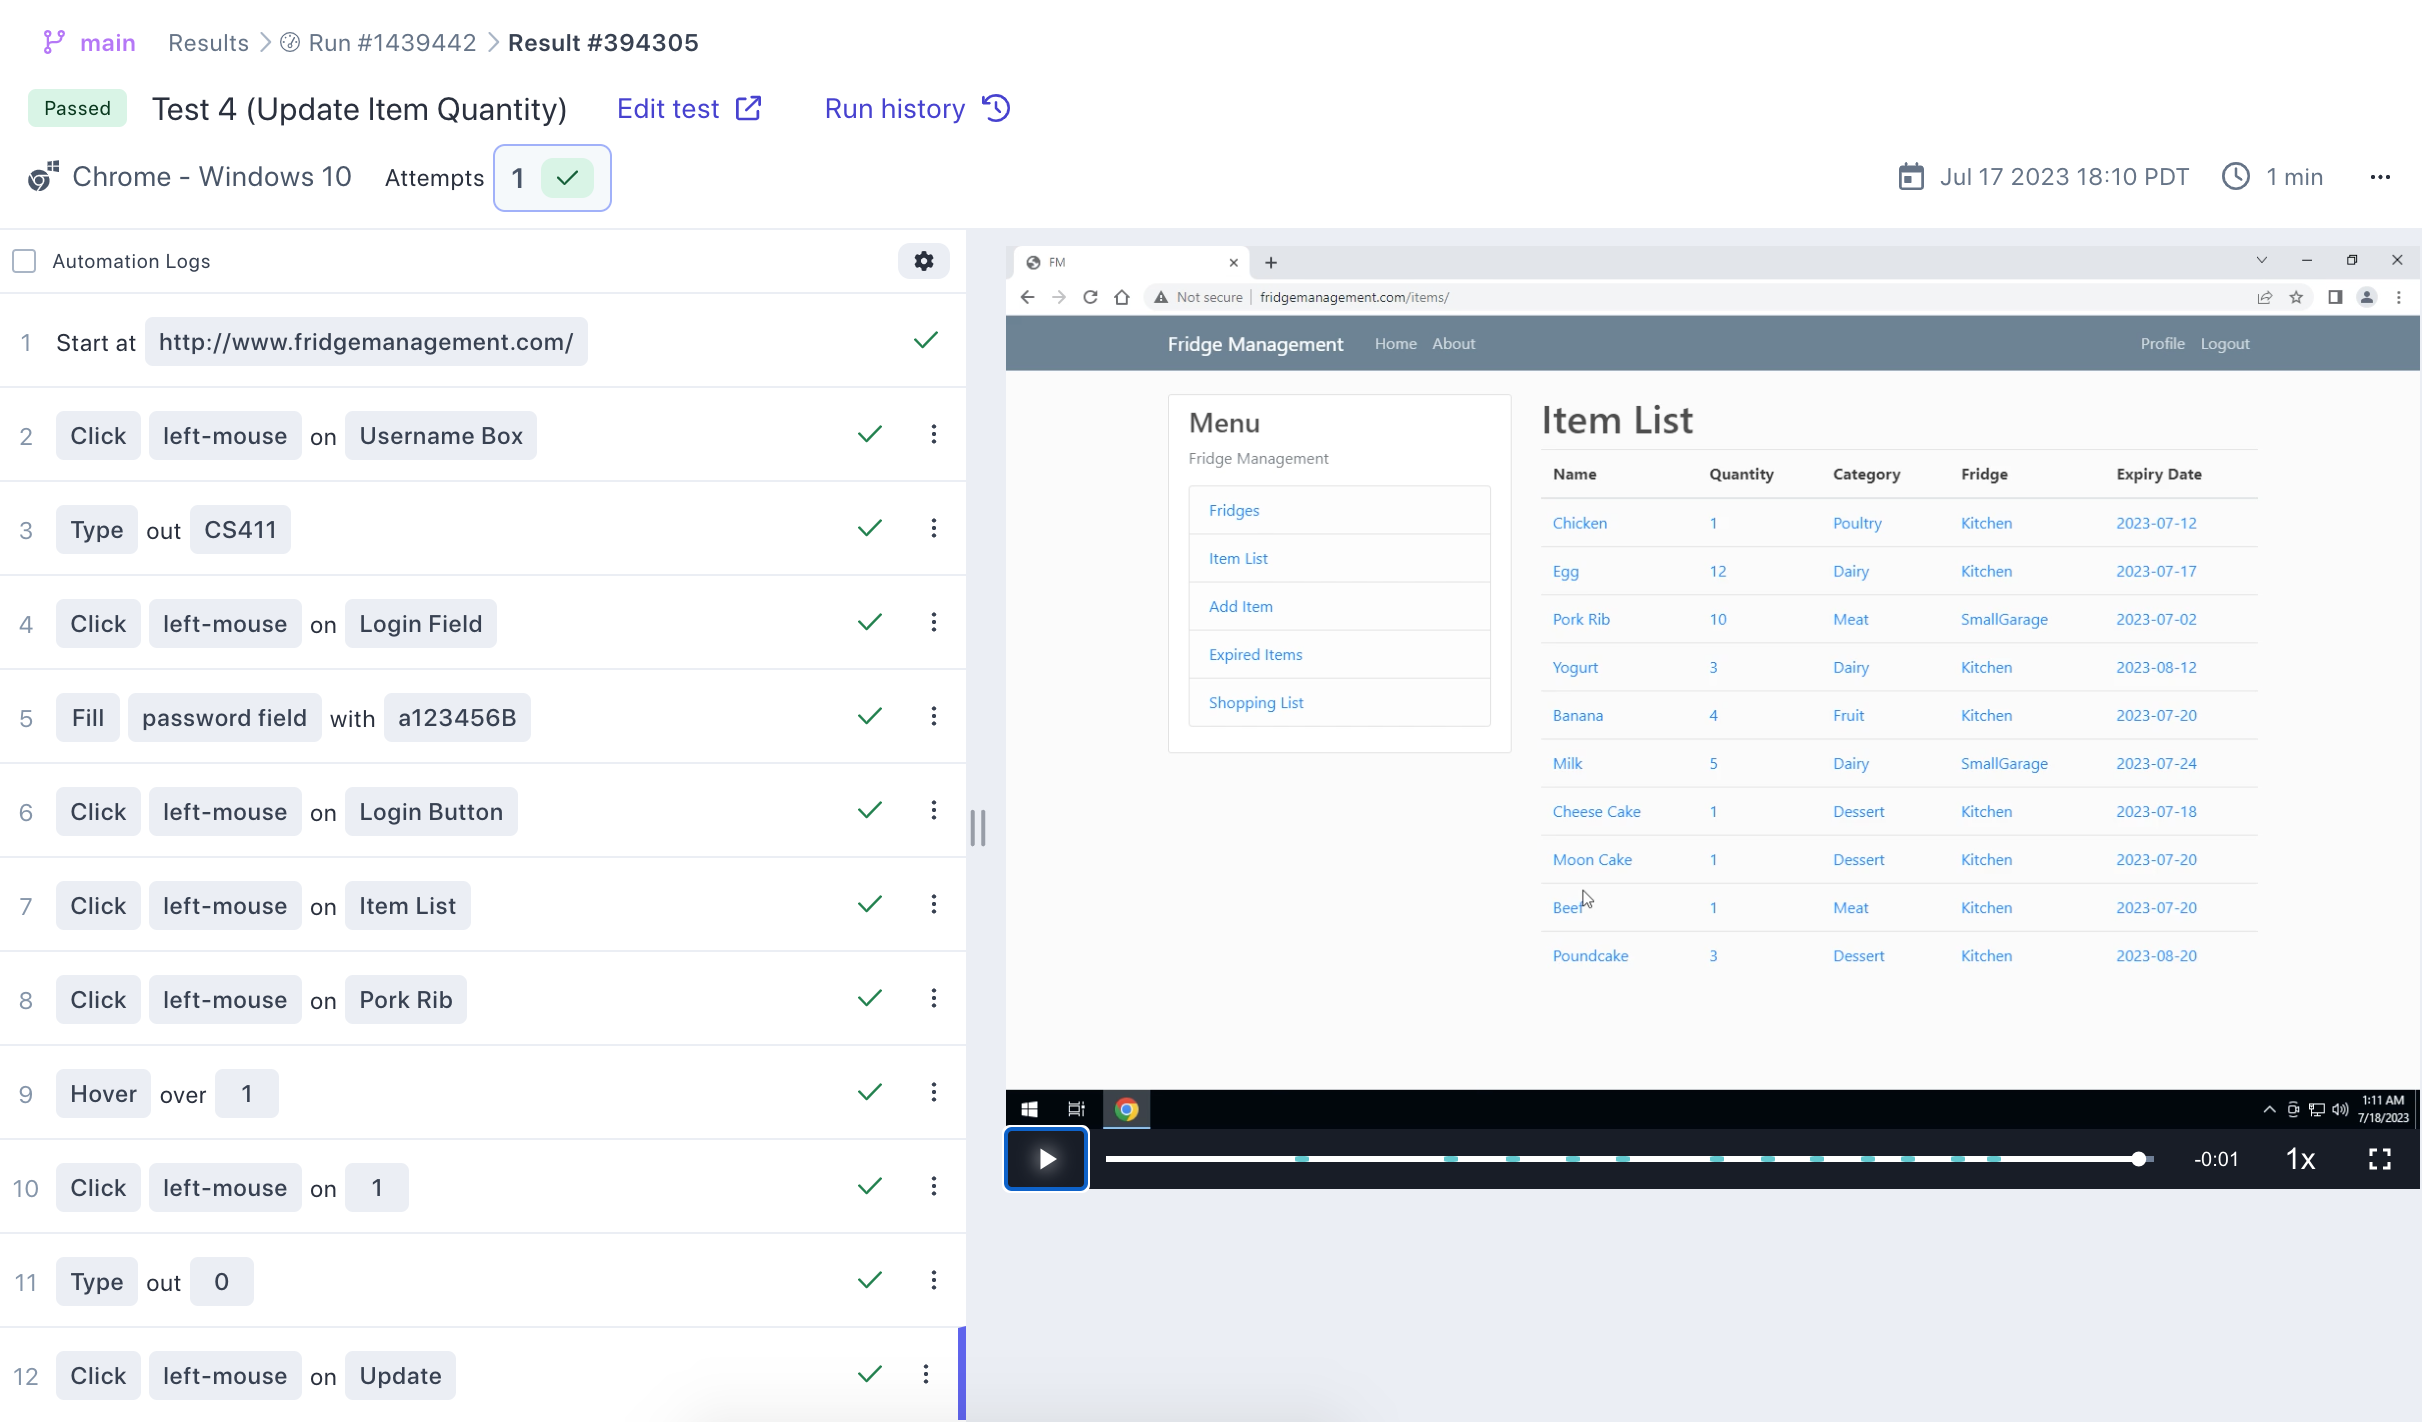 main Results Run #1439442 Result #394305
Passed Test 4 (Update Item Quantity) Edit test Run history
Chrome - Windows 10 Attempts 1 Jul 17 2023 18:10 PDT 1 min
Automation Logs
1 Start at http://www.fridgemanagement.com/
2 Click left-mouse on Username Box
3 Type out CS411
4 Click left-mouse on Login Field
5 Fill password field with a123456B
6 Click left-mouse on Login Button
7 Click left-mouse on Item List
8 Click left-mouse on Pork Rib
9 Hover over 1
10 Click left-mouse on 1
11 Type out 0
12 Click left-mouse on Update
FM
Not secure fridgemanagement.com/items/
Fridge Management Home About Profile Logout
Menu
Fridge Management
Fridges
Item List
Add Item
Expired Items
Shopping List
Item List
Name Quantity Category Fridge Expiry Date
Chicken 1 Poultry Kitchen 2023-07-12
Egg 12 Dairy Kitchen 2023-07-17
Pork Rib 10 Meat SmallGarage 2023-07-02
Yogurt 3 Dairy Kitchen 2023-08-12
Banana 4 Fruit Kitchen 2023-07-20
Milk 5 Dairy SmallGarage 2023-07-24
Cheese Cake 1 Dessert Kitchen 2023-07-18
Moon Cake 1 Dessert Kitchen 2023-07-20
Beef 1 Meat Kitchen 2023-07-20
Poundcake 3 Dessert Kitchen 2023-08-20
1:11 AM
7/18/2023
-0:01 1x